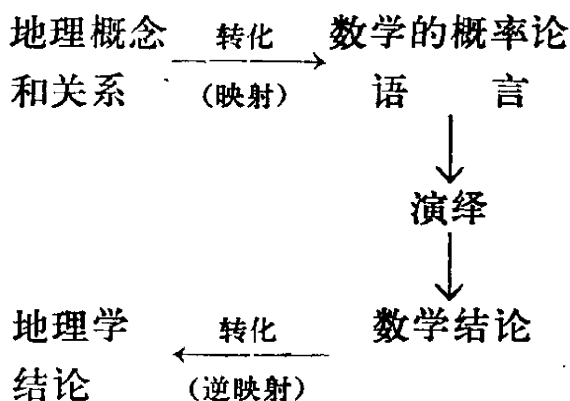 地理概念 转化 数学的概率论
和关系 （映射） 语 言
演绎
地理学 转化 数学结论
结论 （逆映射）